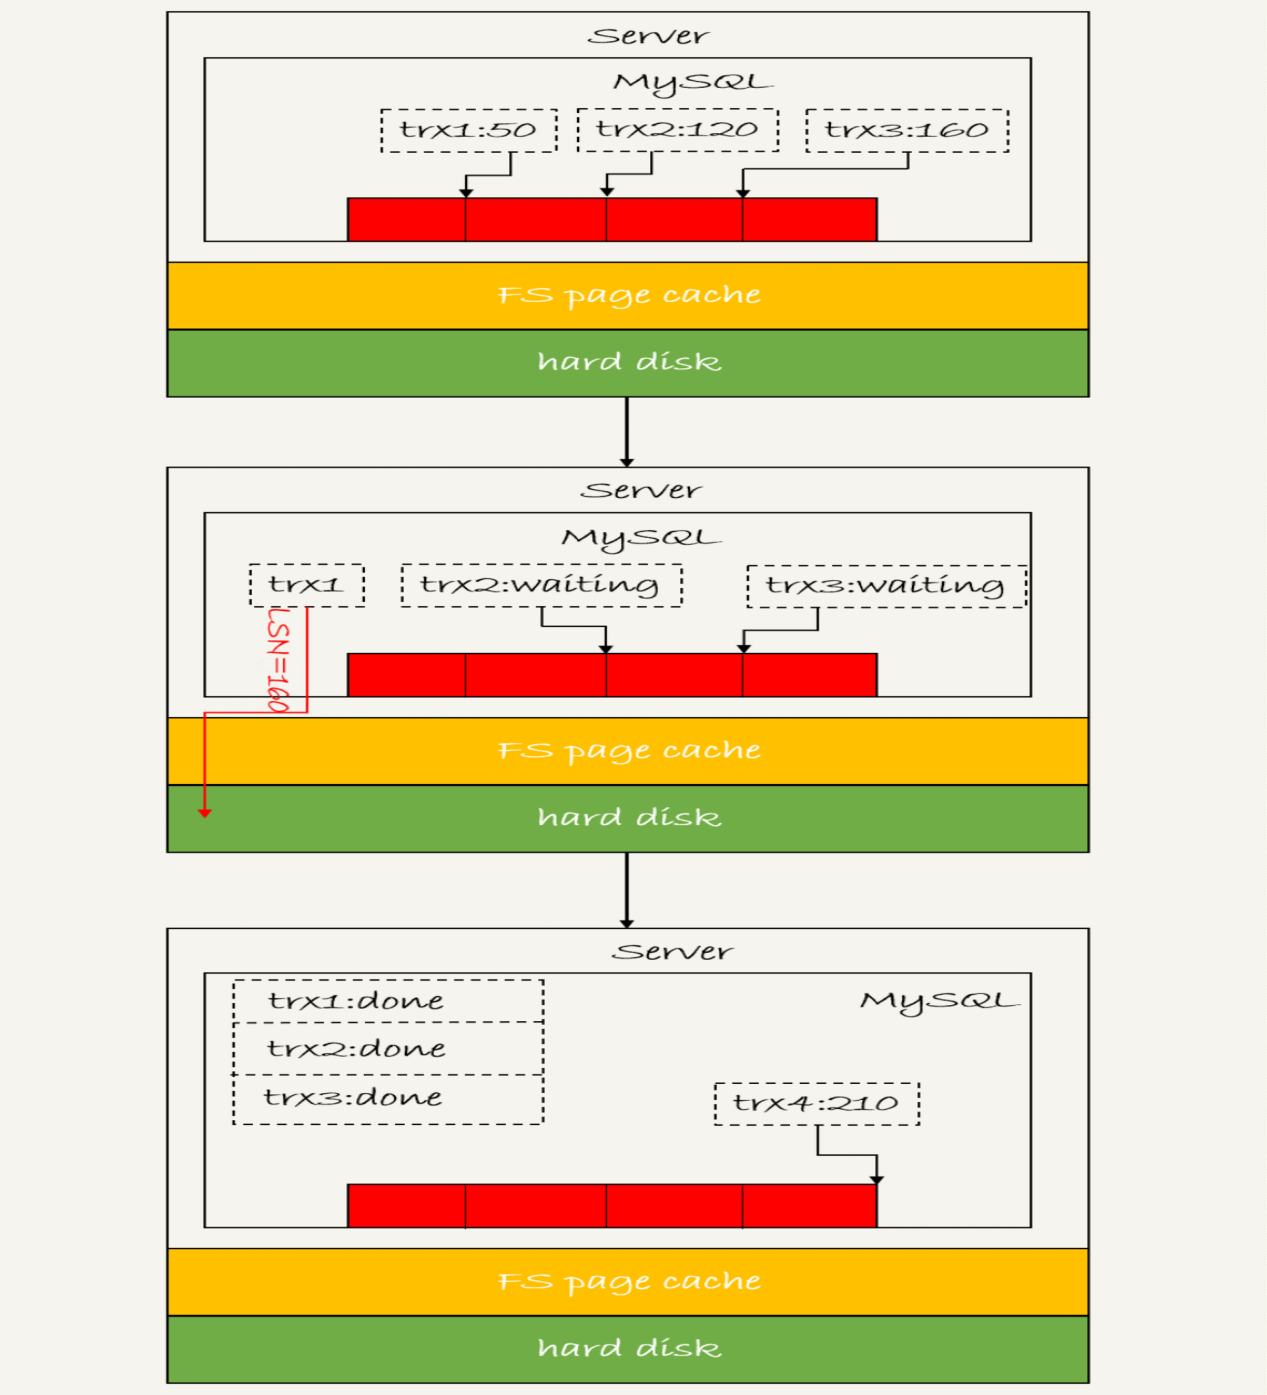 Server
MySQL
trx1:50 trx2:120 trx3:160
FS page cache
hard disk
Server
MySQL
trx1 trx2:waiting trx3:waiting
LSN=160
FS page cache
hard disk
Server
trx1:done MySQL
trx2:done
trx3:done
trx4:210
FS page cache
hard disk